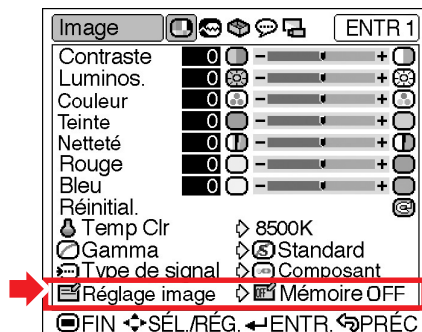 Image ENTR 1
Contraste 0 - +
Luminos. 0 - +
Couleur 0 - +
Teinte 0 - +
Netteté 0 - +
Rouge 0 - +
Bleu 0 - +
Réinitial.
Temp Clr 8500K
Gamma S Standard
Type de signal Composant
Réglage image OFF Mémoire OFF
FIN SÉL./RÉG. ENTR. PRÉC